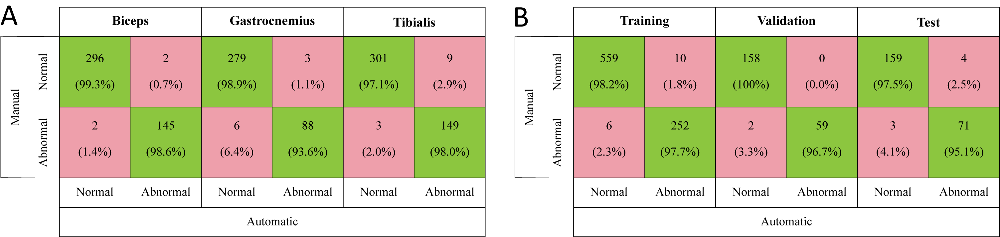 A
Biceps Gastrocnemius Tibialis
Manual
Normal
296 2 279 3 301 9
(99.3%) (0.7%) (98.9%) (1.1%) (97.1%) (2.9%)
Abnormal
2 145 6 88 3 149
(1.4%) (98.6%) (6.4%) (93.6%) (2.0%) (98.0%)
Normal Abnormal Normal Abnormal Normal Abnormal
Automatic
B
Training Validation Test
Manual
Normal
559 10 158 0 159 4
(98.2%) (1.8%) (100%) (0.0%) (97.5%) (2.5%)
Abnormal
6 252 2 59 3 71
(2.3%) (97.7%) (3.3%) (96.7%) (4.1%) (95.1%)
Normal Abnormal Normal Abnormal Normal Abnormal
Automatic